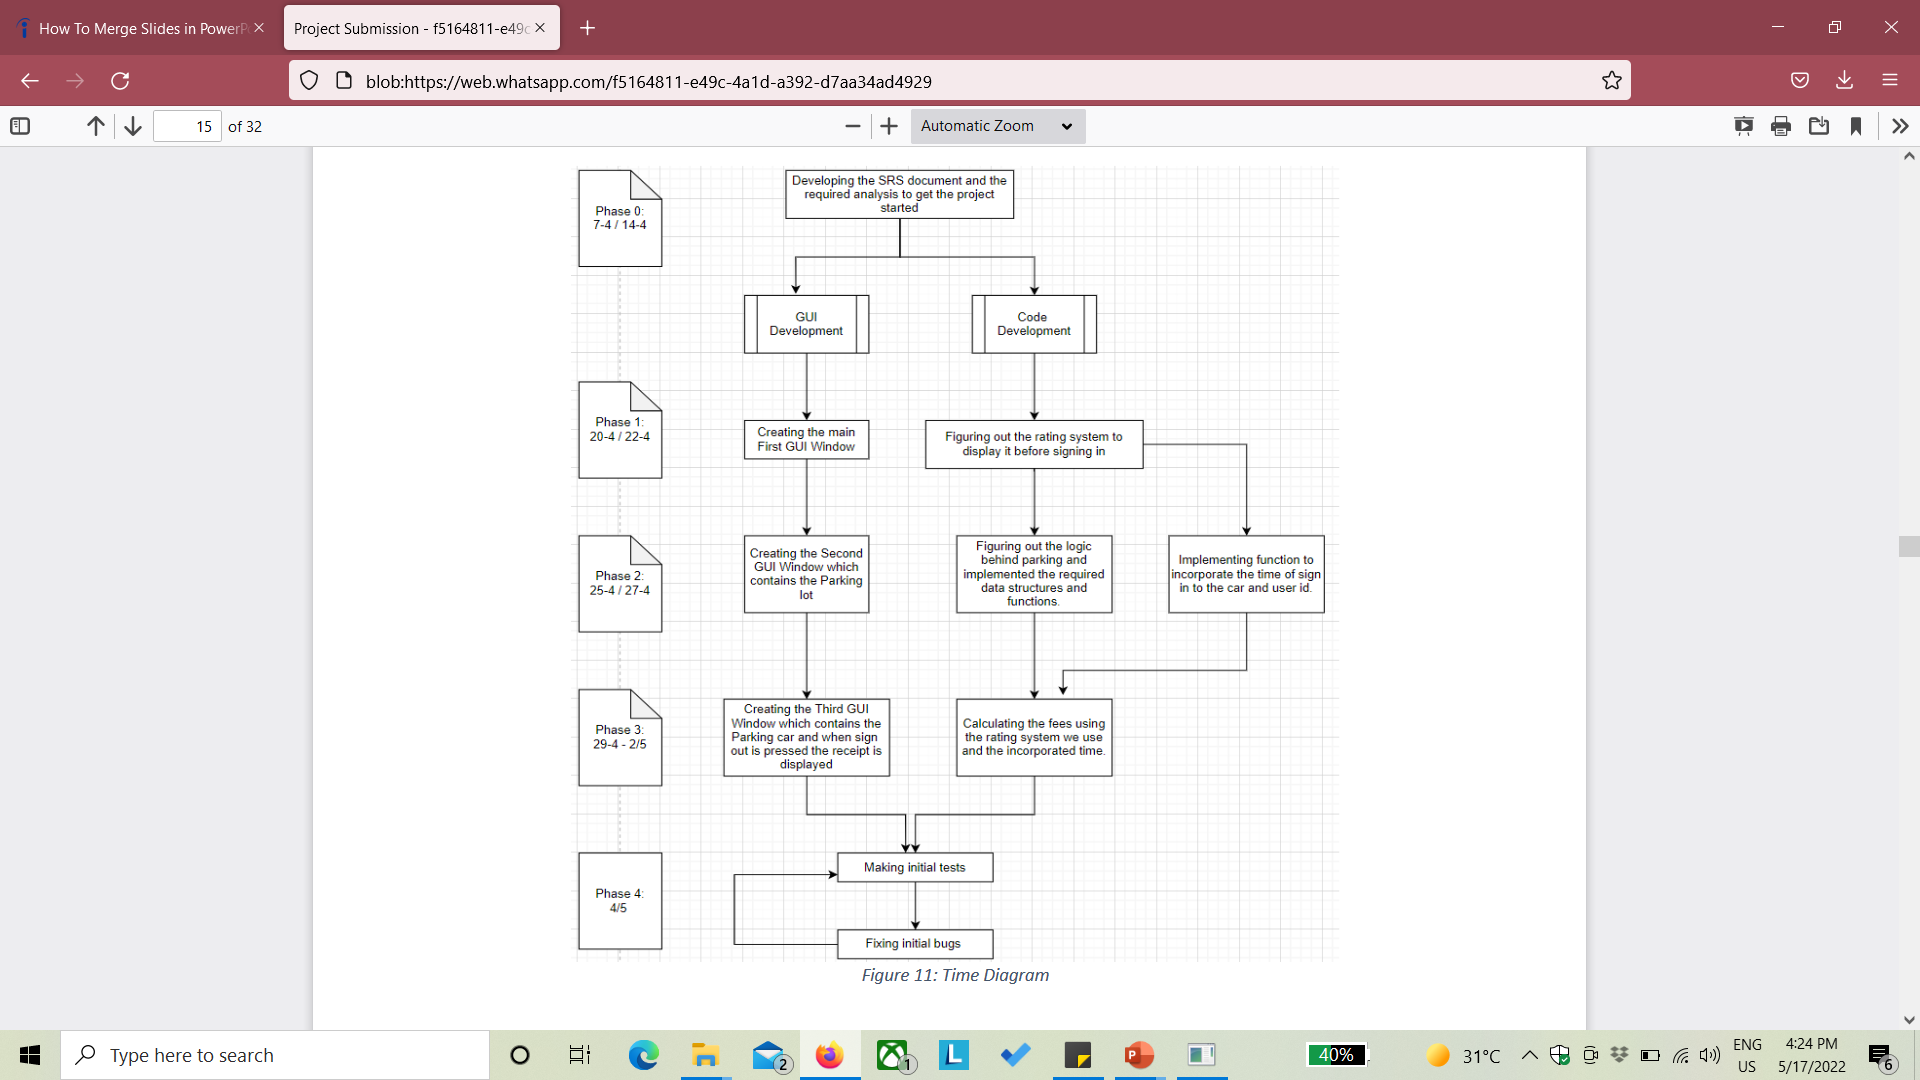 How To Merge Slides in PowerP
Project Submission - f5164811-e49c
blob:https://web.whatsapp.com/f5164811-e49c-4a1d-a392-d7aa34ad4929
15 of 32
Automatic Zoom
Phase 0:
7-4 / 14-4
Developing the SRS document and the
required analysis to get the project
started
GUI
Development
Code
Development
Phase 1:
20-4 / 22-4
Creating the main
First GUI Window
Figuring out the rating system to
display it before signing in
Phase 2:
25-4 / 27-4
Creating the Second
GUI Window which
contains the Parking
lot
Figuring out the logic
behind parking and
implemented the required
data structures and
functions.
Implementing function to
incorporate the time of sign
in to the car and user id.
Phase 3:
29-4 - 2/5
Creating the Third GUI
Window which contains the
Parking car and when sign
out is pressed the receipt is
displayed
Calculating the fees using
the rating system we use
and the incorporated time.
Phase 4:
4/5
Making initial tests
Fixing initial bugs
Figure 11: Time Diagram
Type here to search
2
1
L
P
40%
31°C
ENG
US
4:24 PM
5/17/2022
6